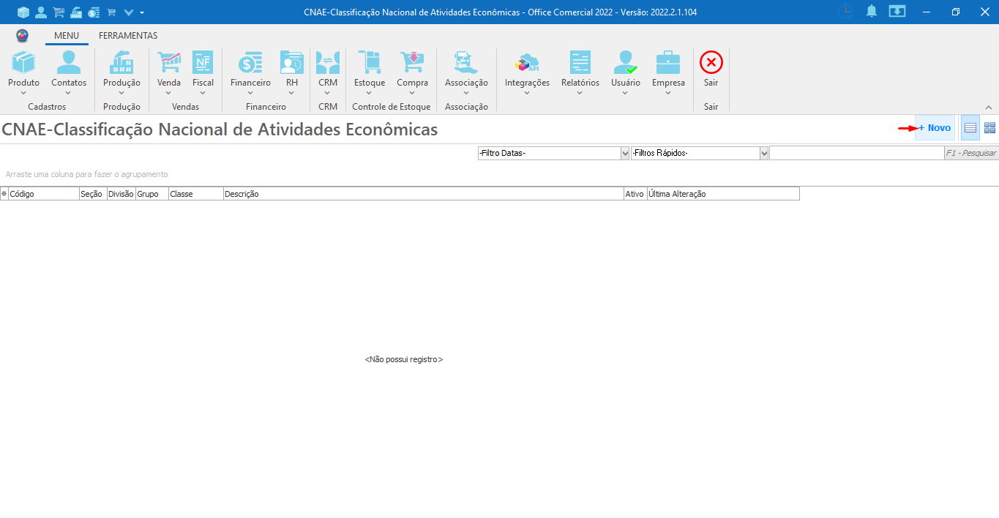 CNAE-Classificação Nacional de Atividades Econômicas - Office Comercial 2022 - Versão: 2022.2.1.104
MENU FERRAMENTAS
NF
$
API
Produto Contatos Produção Venda Fiscal Financeiro RH CRM Estoque Compra Associação Integrações Relatórios Usuário Empresa Sair
Cadastros Produção Vendas Financeiro CRM Controle de Estoque Associação Sair
CNAE-Classificação Nacional de Atividades Econômicas
+ Novo
-Filtro Datas- -Filtros Rápidos- F1 - Pesquisar
Arraste uma coluna para fazer o agrupamento
Código Seção Divisão Grupo Classe Descrição Ativo Última Alteração
<Não possui registro>